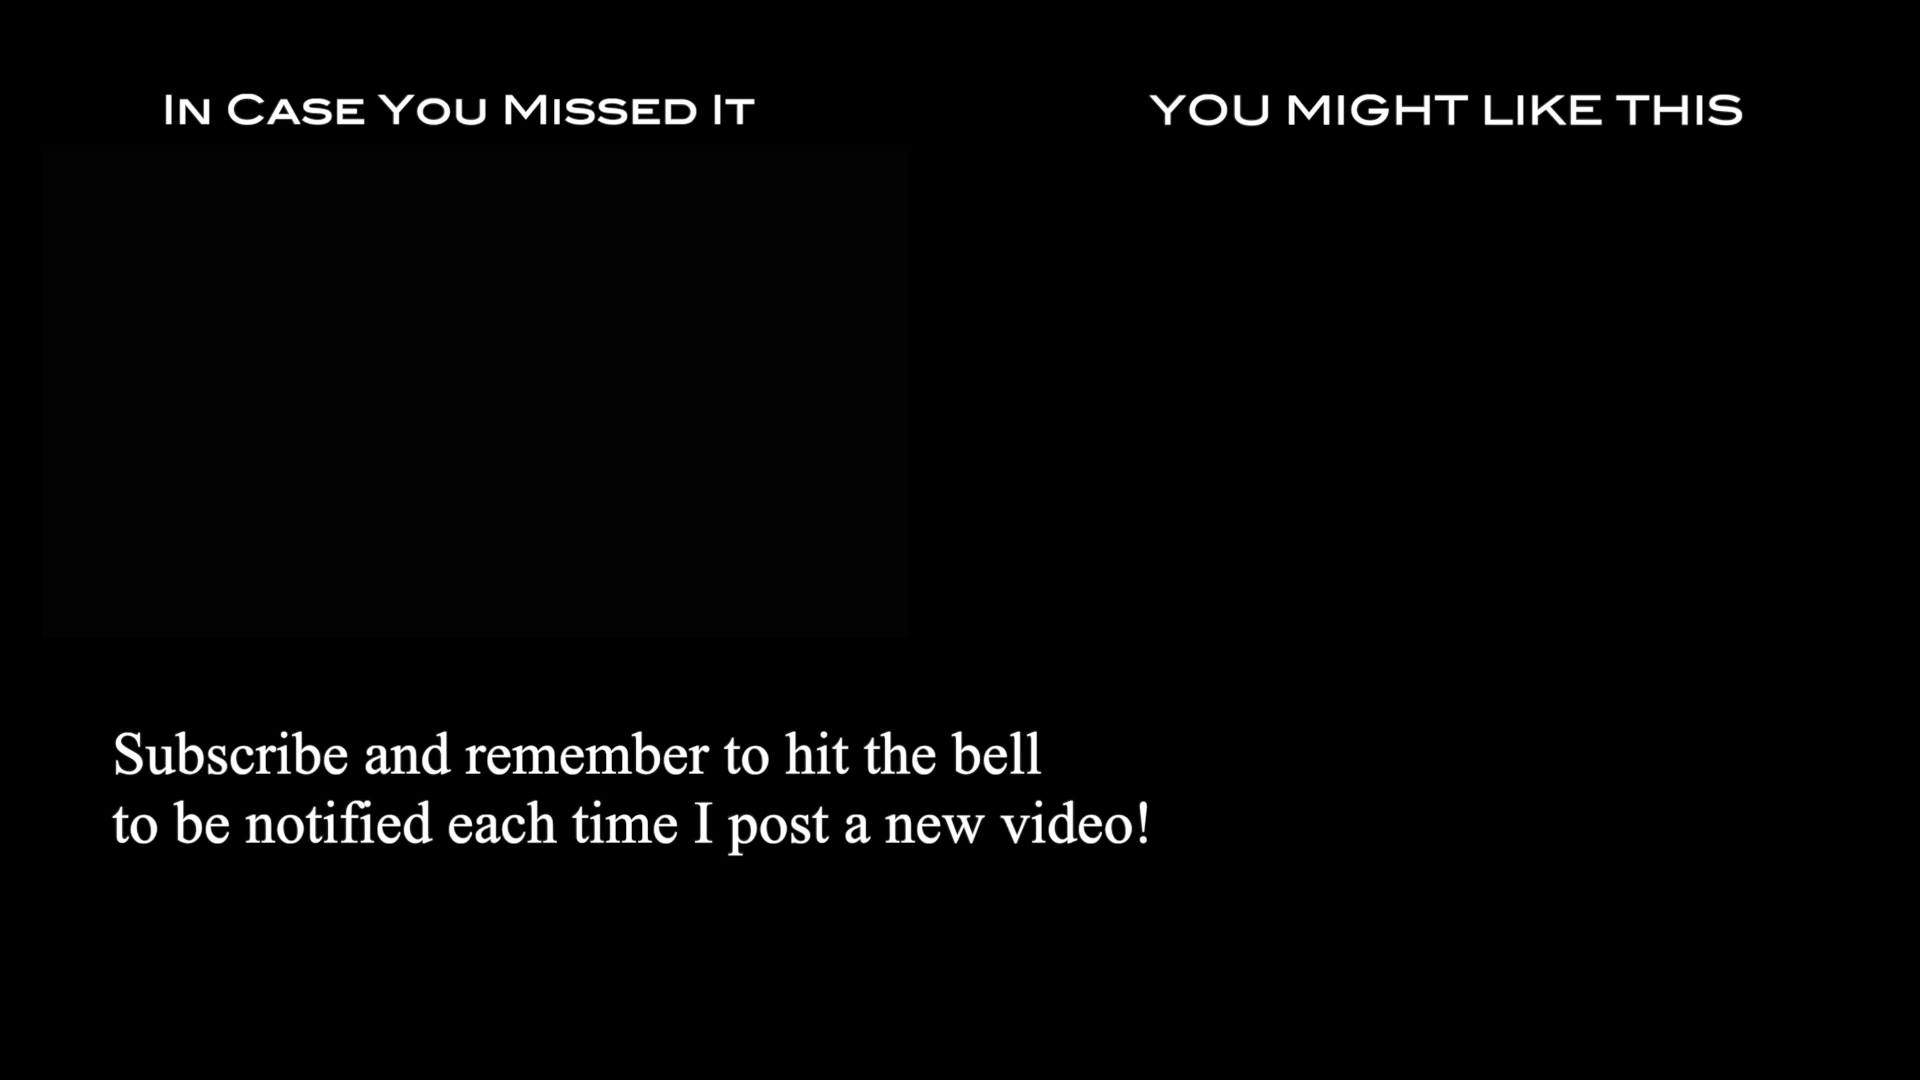 In Case You Missed It
YOU MIGHT LIKE THIS
Subscribe and remember to hit the bell
to be notified each time I post a new video!